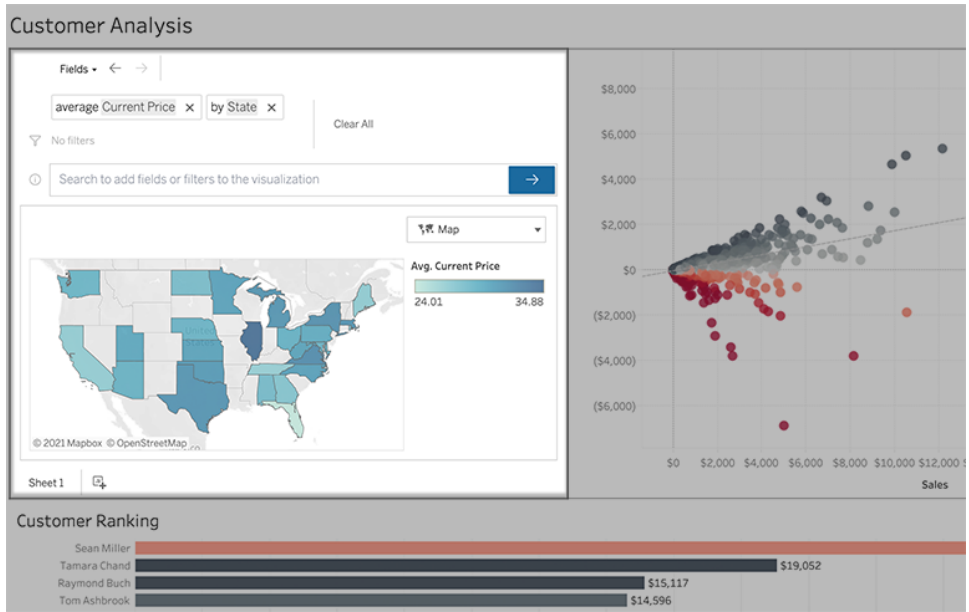 Customer Analysis
Fields
average Current Price ×
by State ×
Clear All
No filters
Search to add fields or filters to the visualization
Map
Avg. Current Price
24.01 34.88
United
States
© 2021 Mapbox © OpenStreetMap
Sheet 1
$8,000
$6,000
$4,000
$2,000
$0
($2,000)
($4,000)
($6,000)
$0 $2,000 $4,000 $6,000 $8,000 $10,000 $12,000
Sales
Customer Ranking
Sean Miller
Tamara Chand $19,052
Raymond Buch $15,117
Tom Ashbrook $14,596